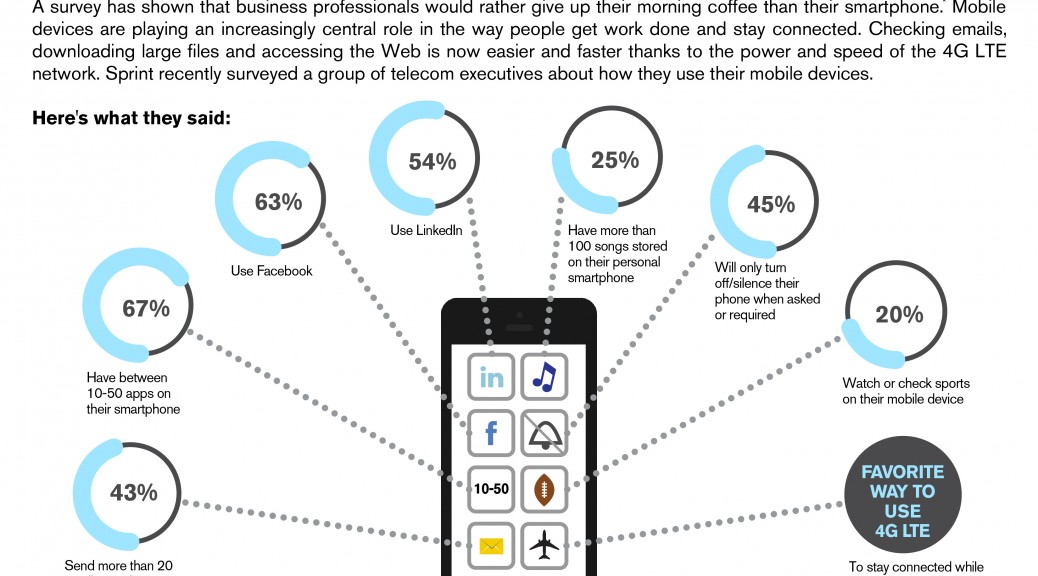 A survey has shown that business professionals would rather give up their morning coffee than their smartphone.* Mobile
devices are playing an increasingly central role in the way people get work done and stay connected. Checking emails,
downloading large files and accessing the Web is now easier and faster thanks to the power and speed of the 4G LTE
network. Sprint recently surveyed a group of telecom executives about how they use their mobile devices.
Here's what they said:
43%
Send more than 20
67%
Have between
10-50 apps on
their smartphone
63%
Use Facebook
54%
Use LinkedIn
25%
Have more than
100 songs stored
on their personal
smartphone
45%
Will only turn
off/silence their
phone when asked
or required
20%
Watch or check sports
on their mobile device
FAVORITE
WAY TO
USE
4G LTE
To stay connected while
in
f
10-50